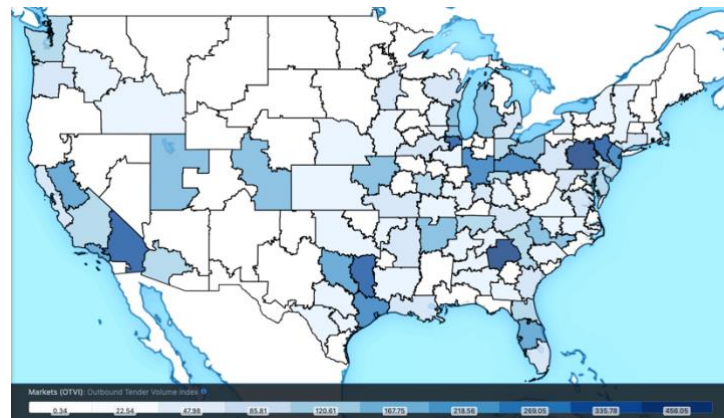 Markets (OTVI): Outbound Tender Volume Index
0.34 22.54 47.98 85.81 120.61 167.75 218.56 269.05 335.78 456.05